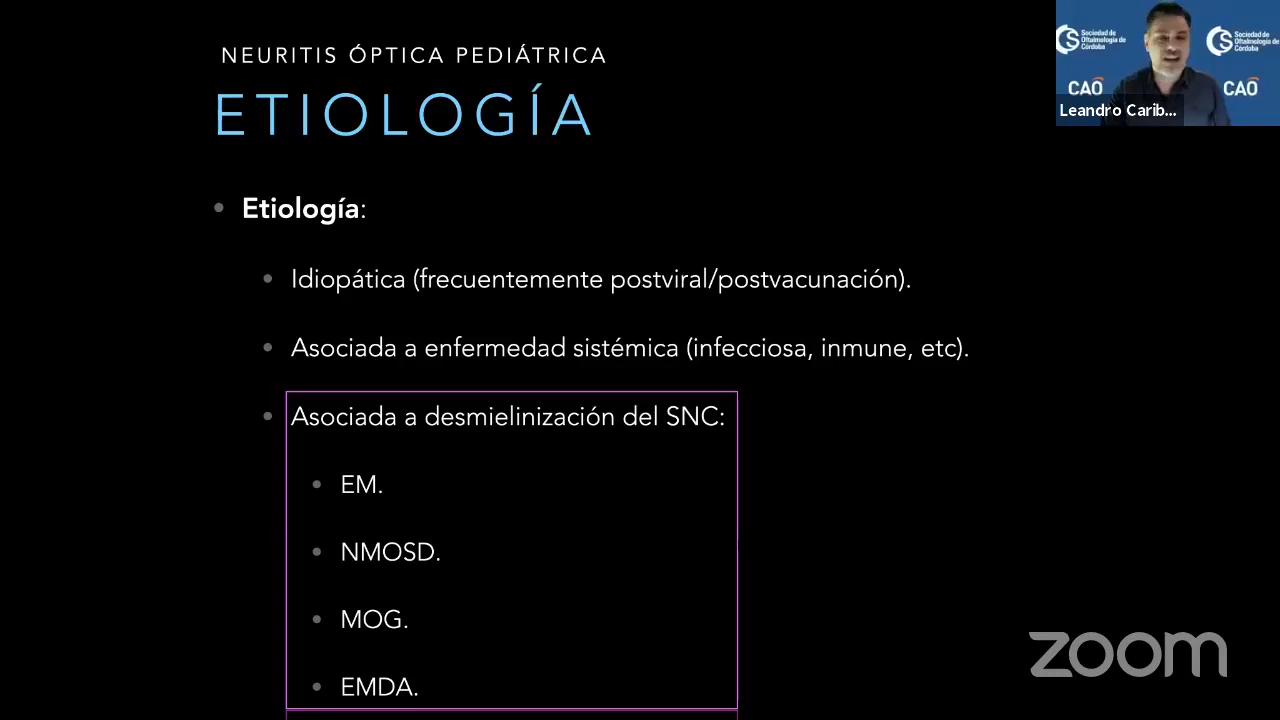 NEURITIS ÓPTICA PEDIÁTRICA
ETIOLOGÍA
Etiología:
Idiopática (frecuentemente postviral/postvacunación).
Asociada a enfermedad sistémica (infecciosa, inmune, etc).
Asociada a desmielinización del SNC:
EM.
NMOSD.
MOG.
EMDA.
Sociedad de
Oftalmología de
Córdoba
Sociedad de
Oftalmología de
Córdoba
CAO
CAO
Leandro Carib...
zoom